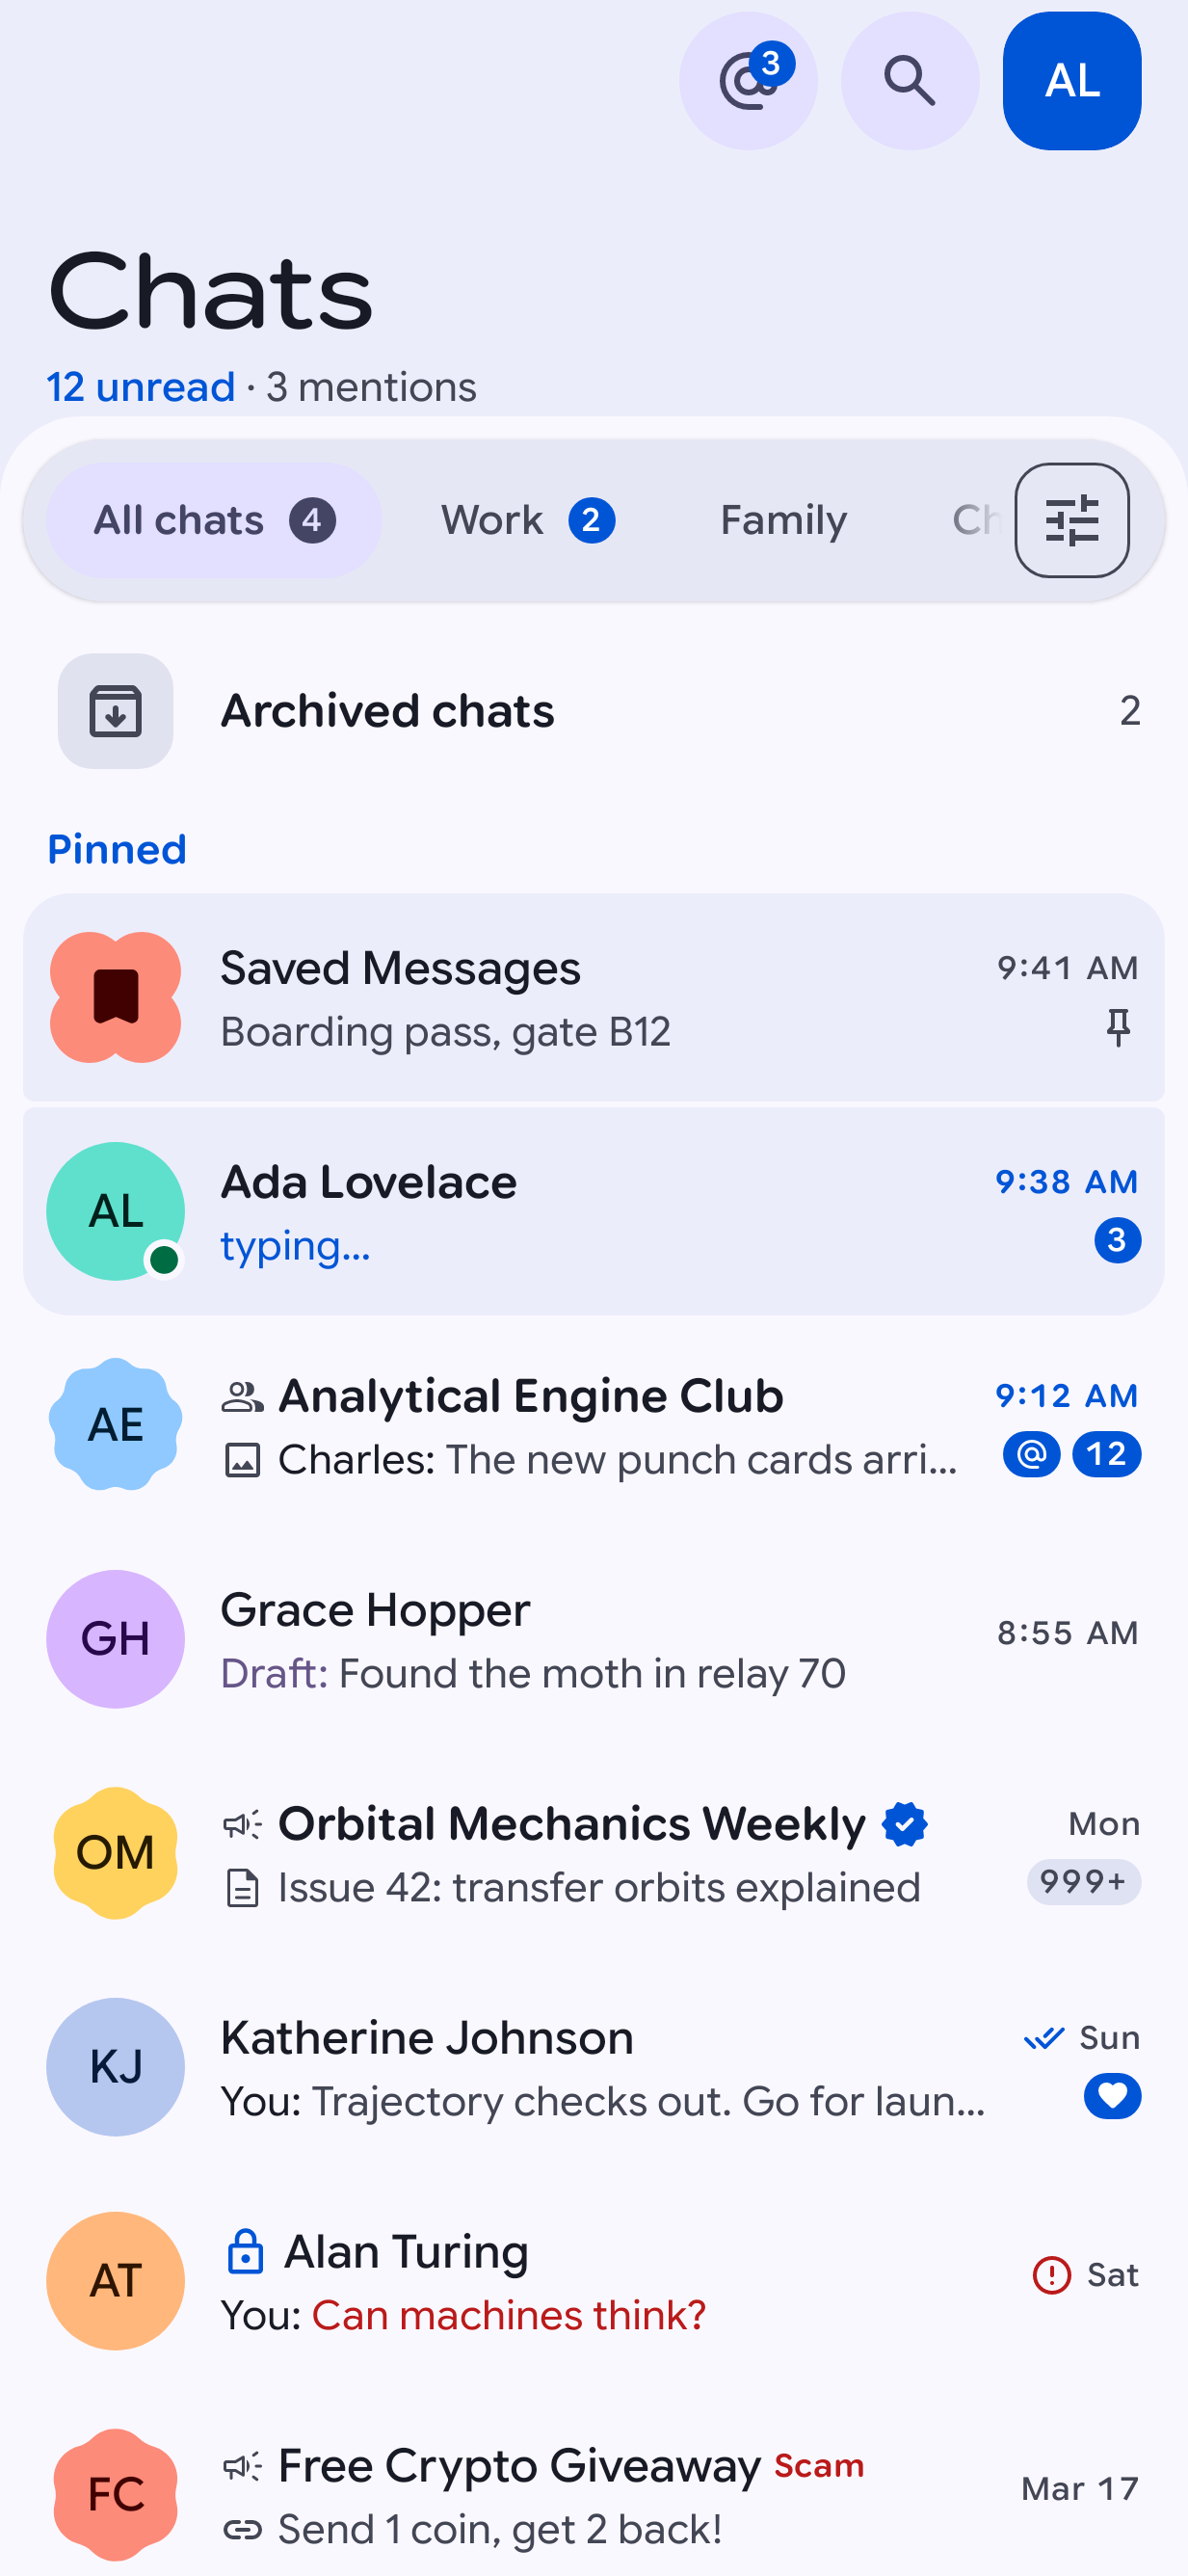 @ 3
AL
Chats
12 unread · 3 mentions
All chats 4
Work 2
Family
Ch
Archived chats
2
Pinned
Saved Messages
9:41 AM
Boarding pass, gate B12
AL
Ada Lovelace
9:38 AM
typing...
3
AE
Analytical Engine Club
9:12 AM
Charles: The new punch cards arri...
@ 12
GH
Grace Hopper
8:55 AM
Draft: Found the moth in relay 70
OM
Orbital Mechanics Weekly
Mon
Issue 42: transfer orbits explained
999+
KJ
Katherine Johnson
Sun
You: Trajectory checks out. Go for laun...
AT
Alan Turing
Sat
You: Can machines think?
FC
Free Crypto Giveaway Scam
Mar 17
Send 1 coin, get 2 back!